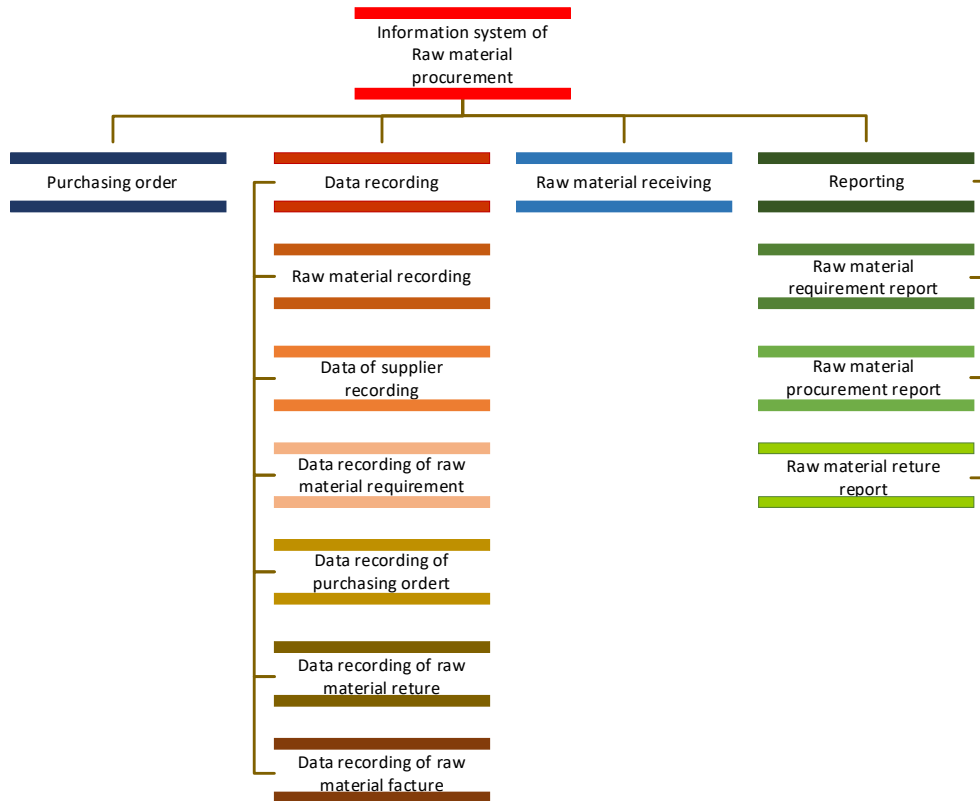 Information system of
Raw material
procurement
Purchasing order
Data recording
Raw material receiving
Reporting
Raw material recording
Raw material
requirement report
Data of supplier
recording
Raw material
procurement report
Data recording of raw
material requirement
Raw material reture
report
Data recording of
purchasing ordert
Data recording of raw
material reture
Data recording of raw
material facture